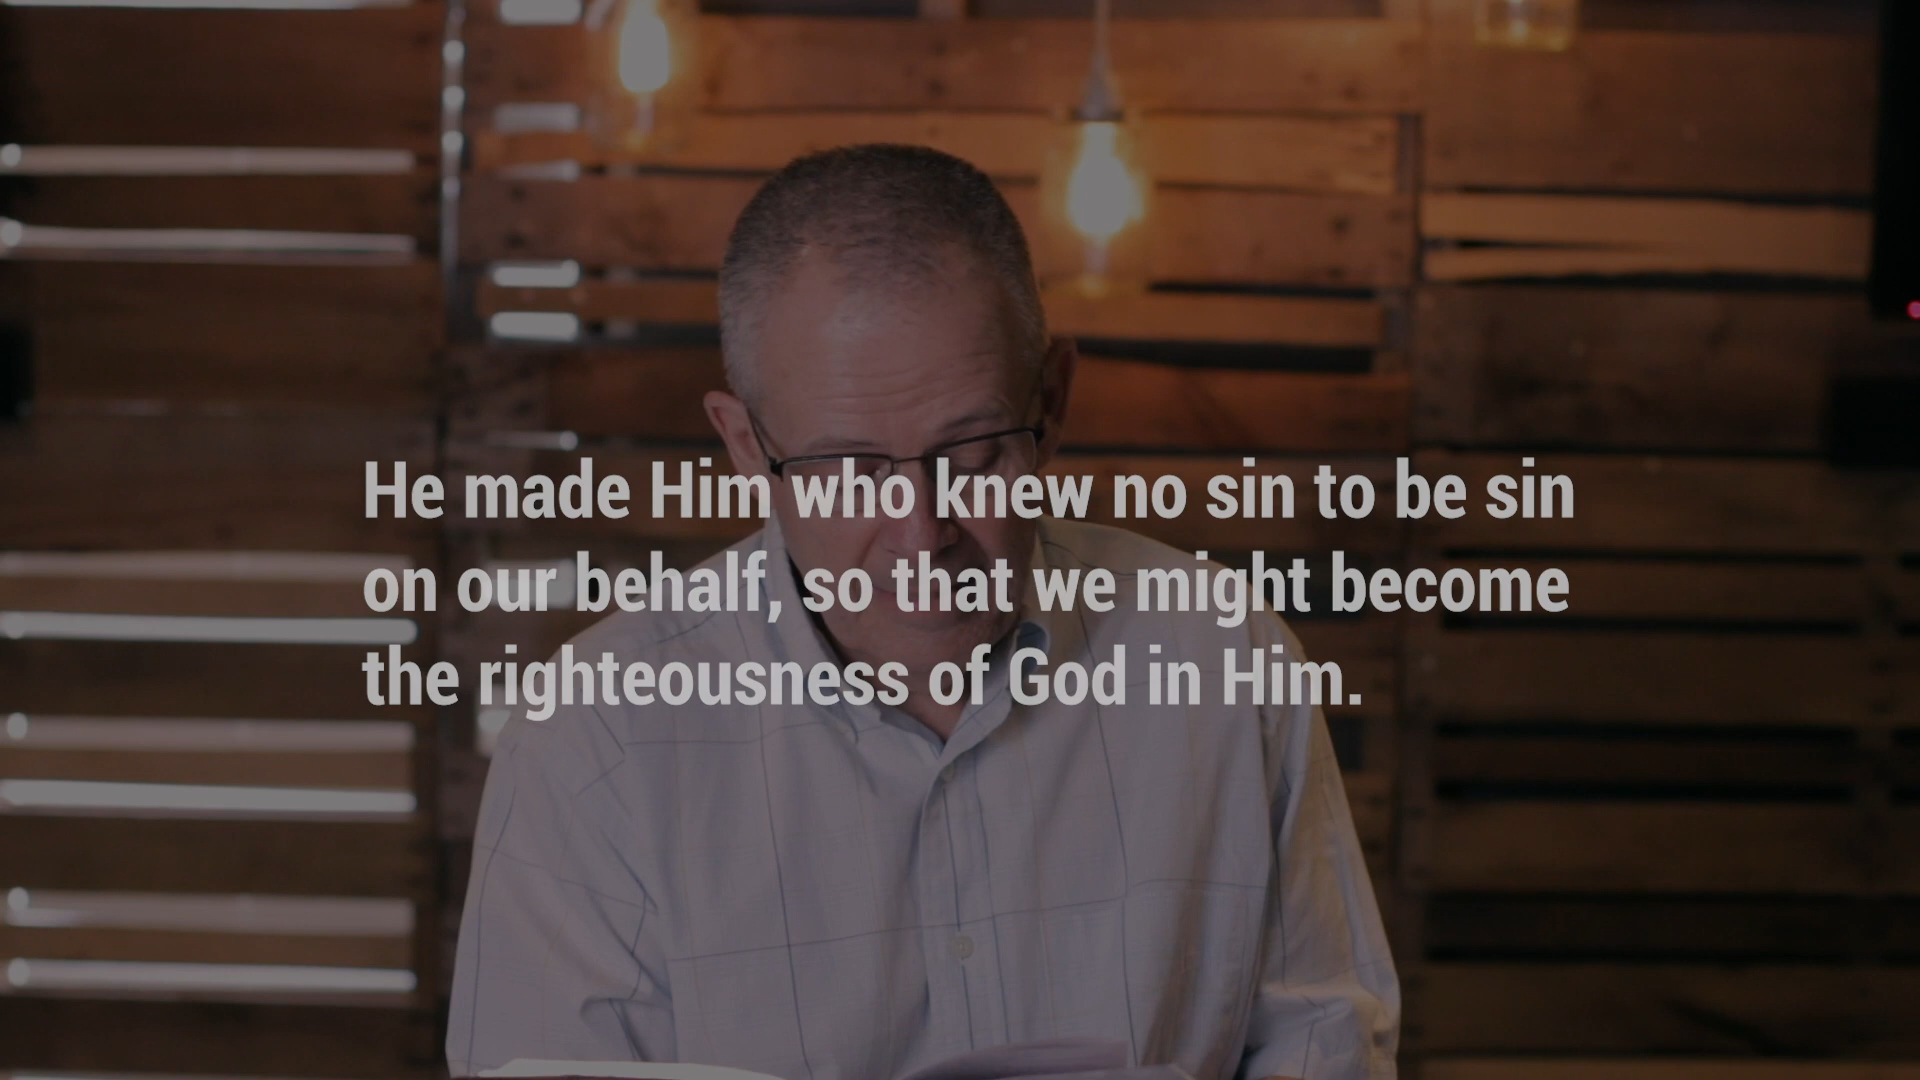 He made Him who knew no sin to be sin
on our behalf, so that we might become
the righteousness of God in Him.